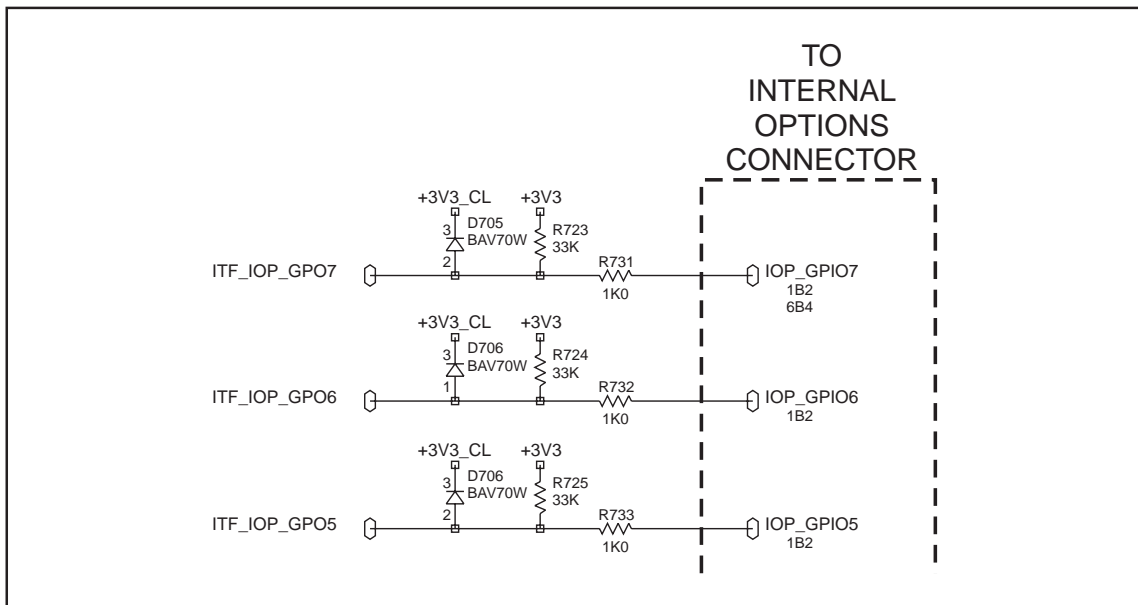 TO
INTERNAL
OPTIONS
CONNECTOR
+3V3_CL +3V3
3 D705
BAV70W
R723
33K
2
ITF_IOP_GPO7
R731
1K0
IOP_GPIO7
1B2
6B4
+3V3_CL +3V3
3 D706
BAV70W
R724
33K
1
ITF_IOP_GPO6
R732
1K0
IOP_GPIO6
1B2
+3V3_CL +3V3
3 D706
BAV70W
R725
33K
2
ITF_IOP_GPO5
R733
1K0
IOP_GPIO5
1B2